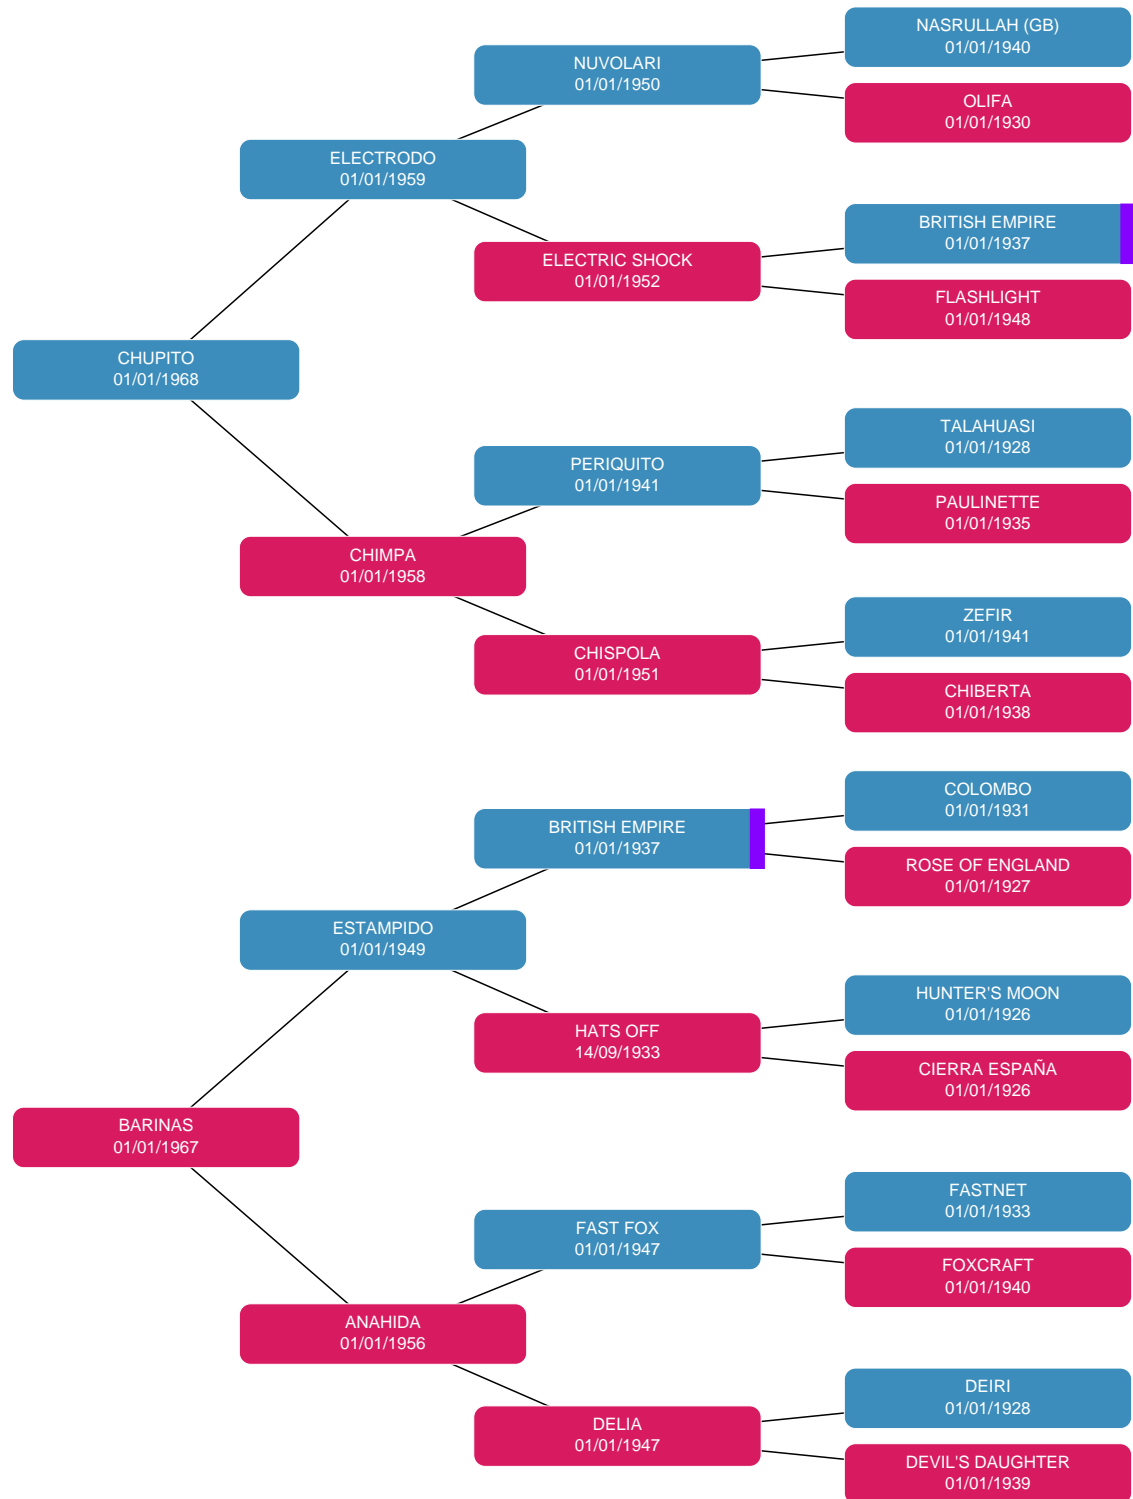 NASRULLAH (GB)
01/01/1940
NUVOLARI
01/01/1950
OLIFA
01/01/1930
ELECTRODO
01/01/1959
BRITISH EMPIRE
01/01/1937
ELECTRIC SHOCK
01/01/1952
FLASHLIGHT
01/01/1948
CHUPITO
01/01/1968
TALAHUASI
01/01/1928
PERIQUITO
01/01/1941
PAULINETTE
01/01/1935
CHIMPA
01/01/1958
ZEFIR
01/01/1941
CHISPOLA
01/01/1951
CHIBERTA
01/01/1938
COLOMBO
01/01/1931
BRITISH EMPIRE
01/01/1937
ROSE OF ENGLAND
01/01/1927
ESTAMPIDO
01/01/1949
HUNTER'S MOON
01/01/1926
HATS OFF
14/09/1933
CIERRA ESPAÑA
01/01/1926
BARINAS
01/01/1967
FASTNET
01/01/1933
FAST FOX
01/01/1947
FOXCRAFT
01/01/1940
ANAHIDA
01/01/1956
DEIRI
01/01/1928
DELIA
01/01/1947
DEVIL'S DAUGHTER
01/01/1939